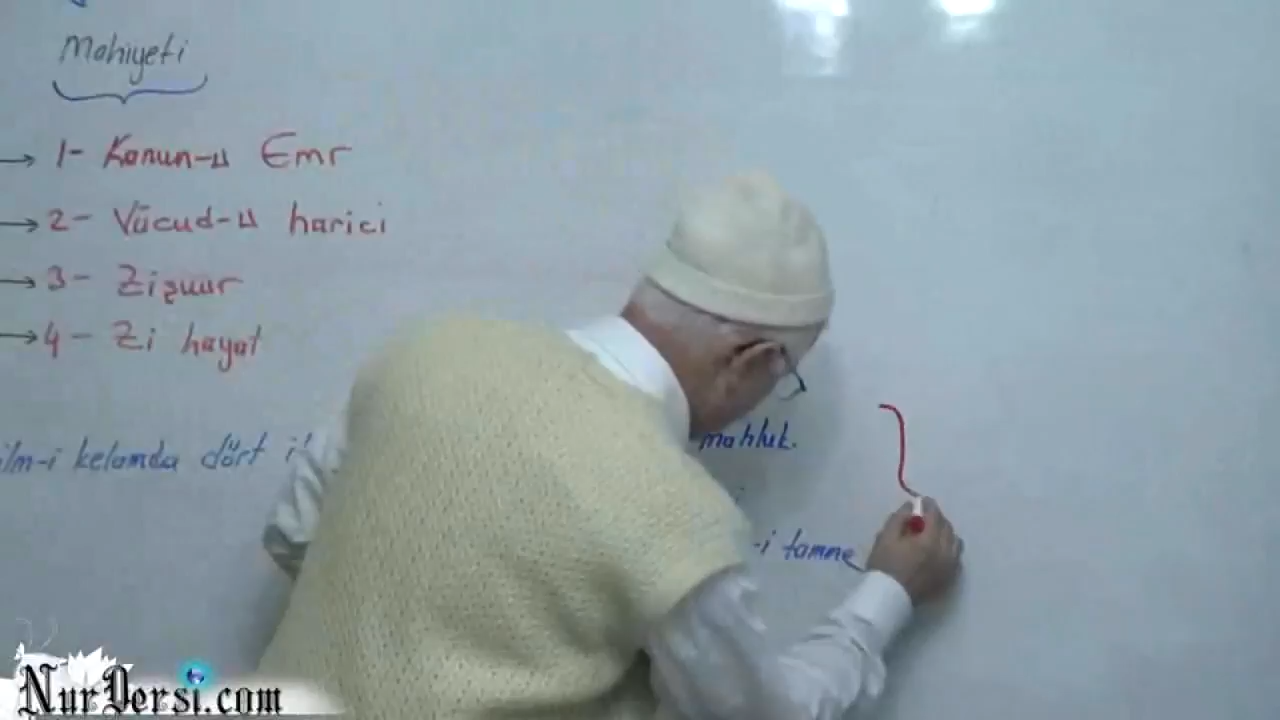 Mahiyeti
→ 1- Kanun-u Emr
→ 2- Vücud-u harici
→ 3- Zişuur
→ 4- Zi hayat
ilm-i kelamda dört
mahluk.
-i tamme
NurDersi.com